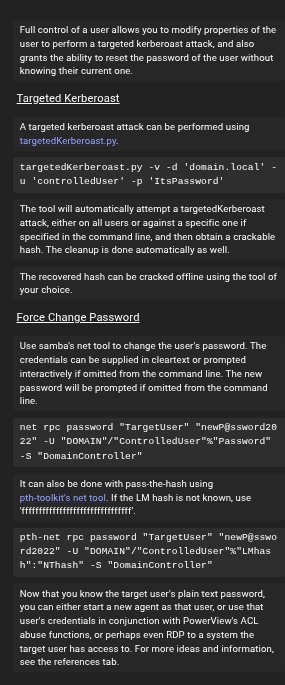 Full control of a user allows you to modify properties of the
user to perform a targeted kerberoast attack, and also
grants the ability to reset the password of the user without
knowing their current one.
Targeted Kerberoast
A targeted kerberoast attack can be performed using
targetedKerberoast.py.
targetedKerberoast.py -v -d 'domain.local' -
u 'controlledUser' -p 'ItsPassword'
The tool will automatically attempt a targetedKerberoast
attack, either on all users or against a specific one if
specified in the command line, and then obtain a crackable
hash. The cleanup is done automatically as well.
The recovered hash can be cracked offline using the tool of
your choice.
Force Change Password
Use samba's net tool to change the user's password. The
credentials can be supplied in cleartext or prompted
interactively if omitted from the command line. The new
password will be prompted if omitted from the command
line.
net rpc password "TargetUser" "newP@ssword20
22" -U "DOMAIN"/"ControlledUser"%"Password"
-S "DomainController"
It can also be done with pass-the-hash using
pth-toolkit's net tool. If the LM hash is not known, use
'ffffffffffffffffffffffffffffffff'.
pth-net rpc password "TargetUser" "newP@sswo
rd2022" -U "DOMAIN"/"ControlledUser"%"LMhas
h":"NThash" -S "DomainController"
Now that you know the target user's plain text password,
you can either start a new agent as that user, or use that
user's credentials in conjunction with PowerView's ACL
abuse functions, or perhaps even RDP to a system the
target user has access to. For more ideas and information,
see the references tab.